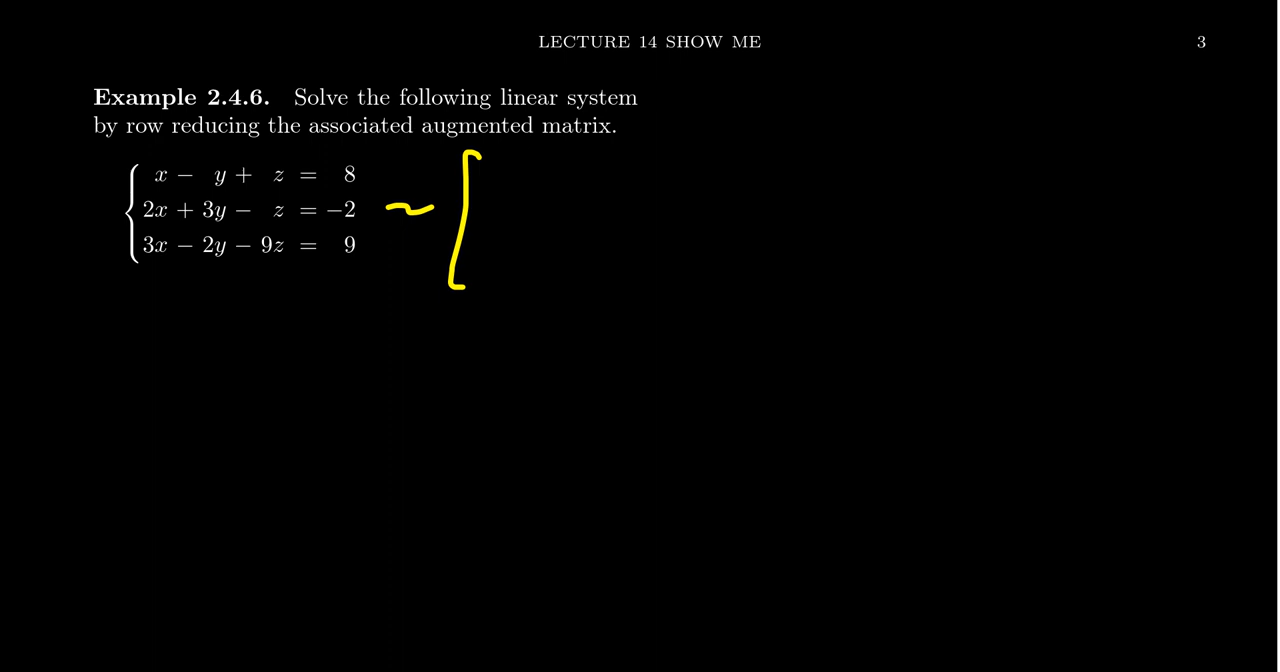 LECTURE 14 SHOW ME 3
Example 2.4.6. Solve the following linear system
by row reducing the associated augmented matrix.
x − y + z = 8
2x + 3y − z = −2
3x − 2y − 9z = 9
~ [